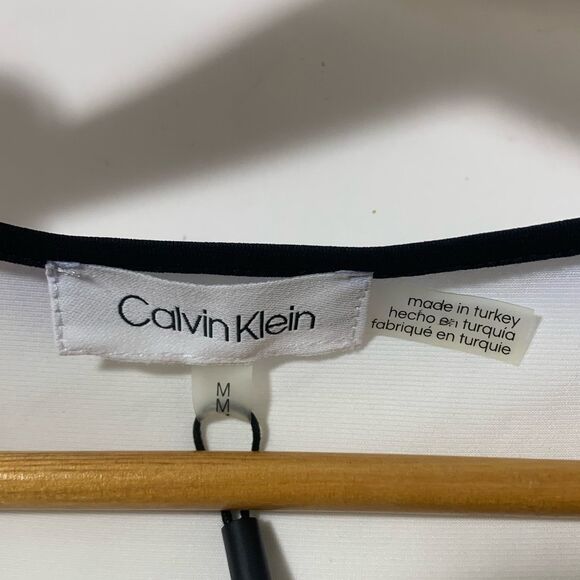 Calvin Klein
made in turkey
hecho en turquia
fabriqué en turquie
M
M